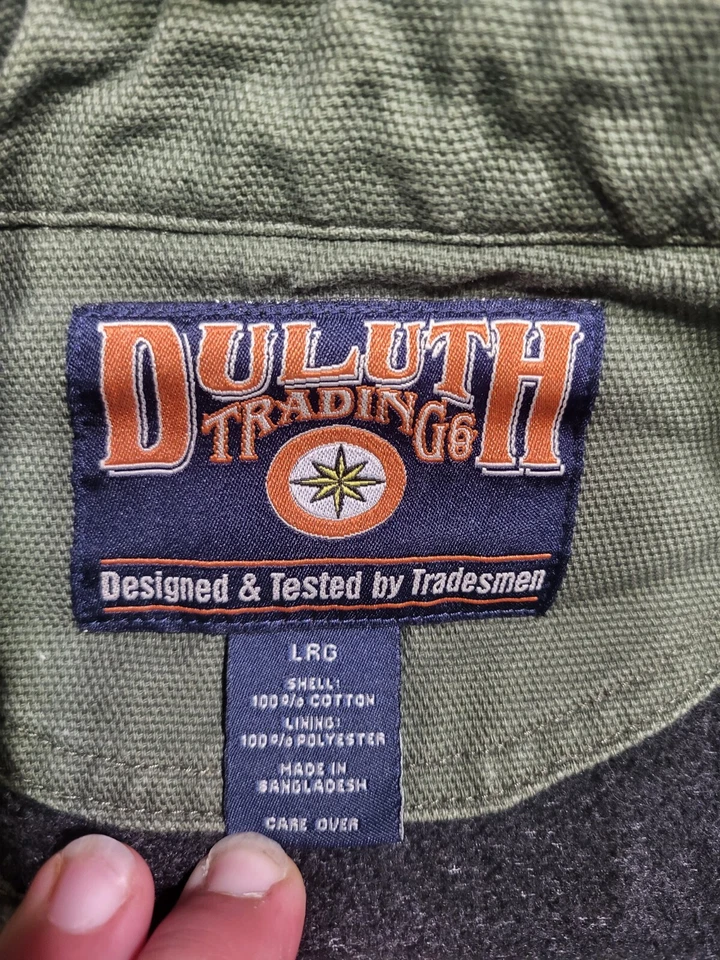 DULUTH
TRADING Co
Designed & Tested by Tradesmen
LRG
SHELL:
100% COTTON
LINING:
100% POLYESTER
MADE IN
BANGLADESH
CARE OVER